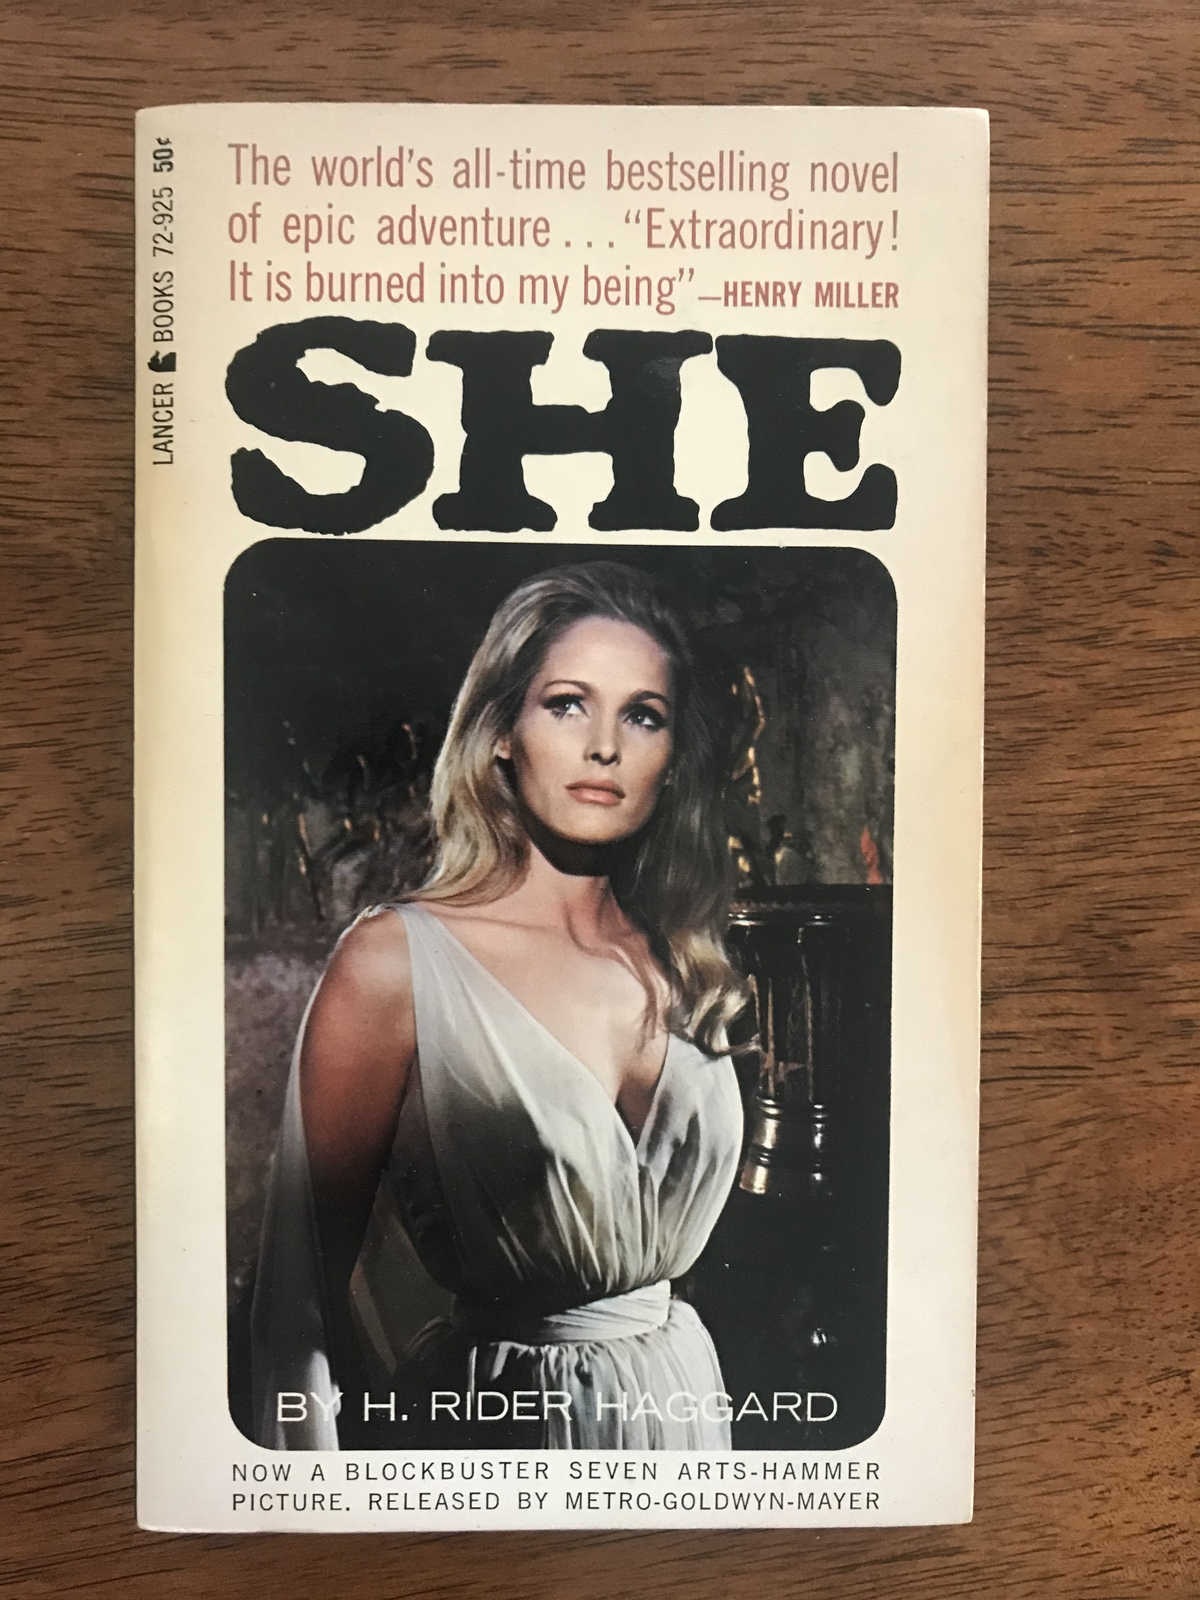 LANCER BOOKS 72-925 50¢
The world's all-time bestselling novel
of epic adventure... "Extraordinary!
It is burned into my being"—HENRY MILLER
SHE
BY H. RIDER HAGGARD
NOW A BLOCKBUSTER SEVEN ARTS-HAMMER
PICTURE. RELEASED BY METRO-GOLDWYN-MAYER